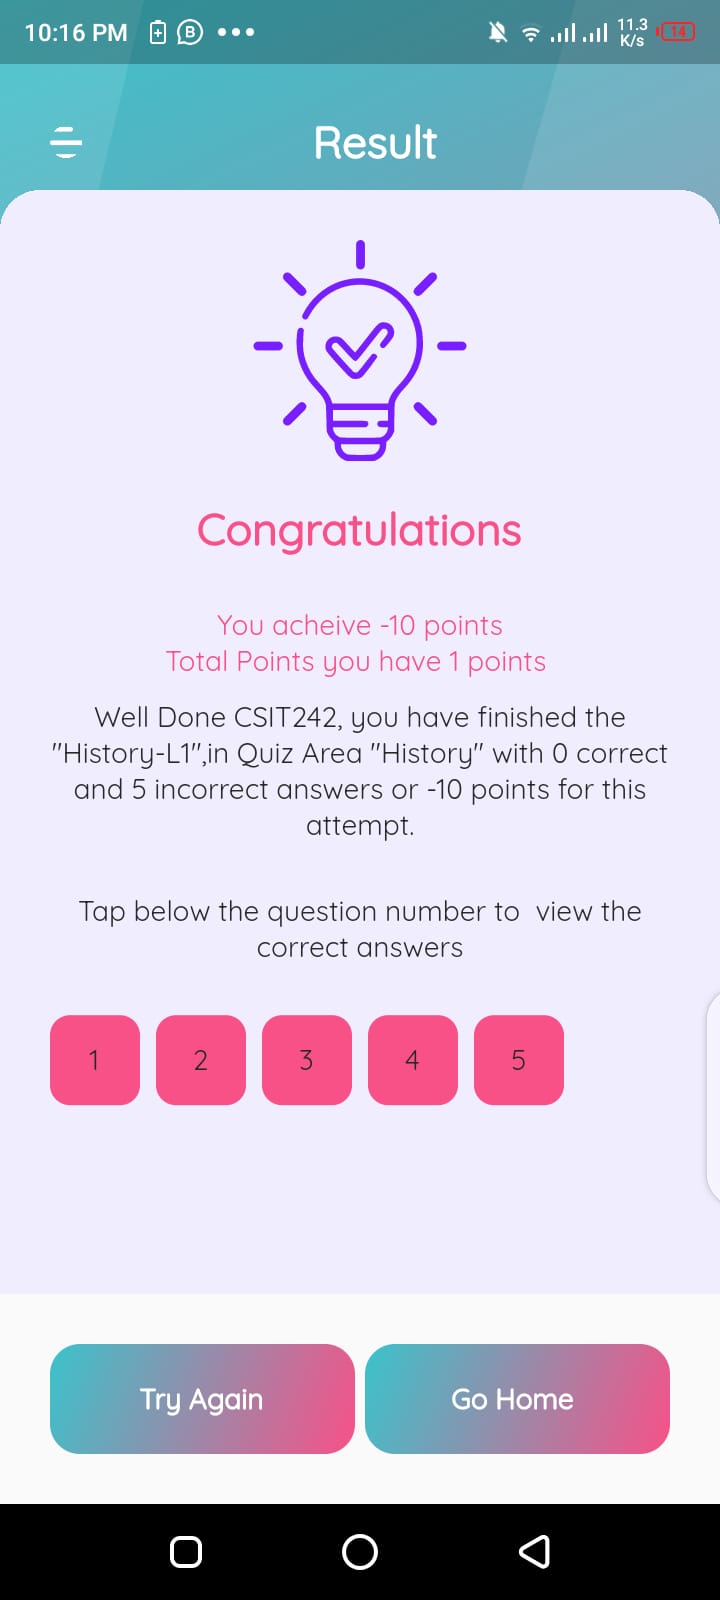 10:16 PM B 11.3
K/s 14
Result
Congratulations
You acheive -10 points
Total Points you have 1 points
Well Done CSIT242, you have finished the
"History-L1",in Quiz Area "History" with 0 correct
and 5 incorrect answers or -10 points for this
attempt.
Tap below the question number to  view the
correct answers
1 2 3 4 5
Try Again Go Home